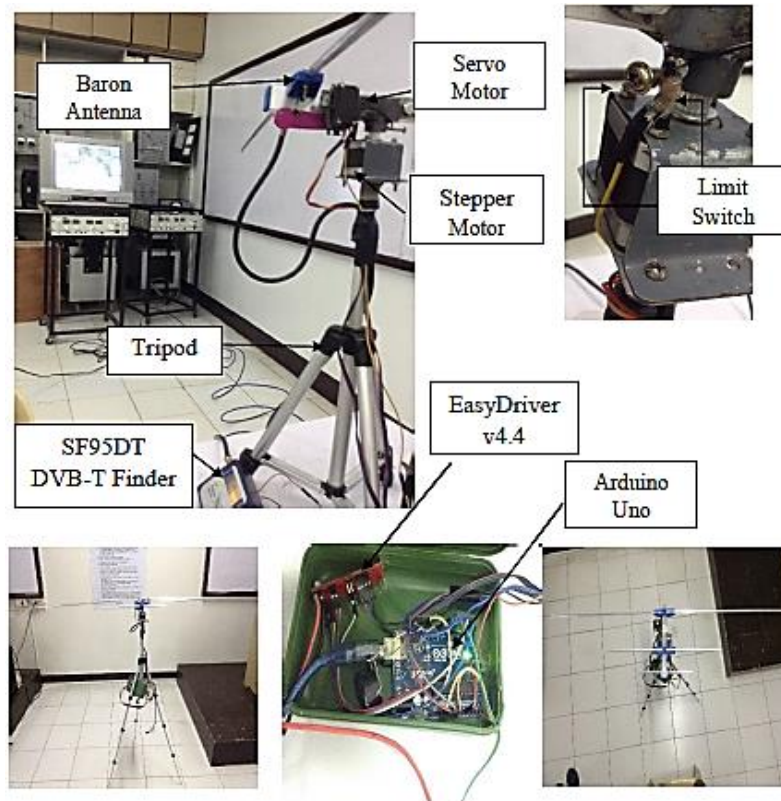 Baron
Antenna
Servo
Motor
Stepper
Motor
Limit
Switch
Tripod
SF95DT
DVB-T Finder
EasyDriver
v4.4
Arduino
Uno